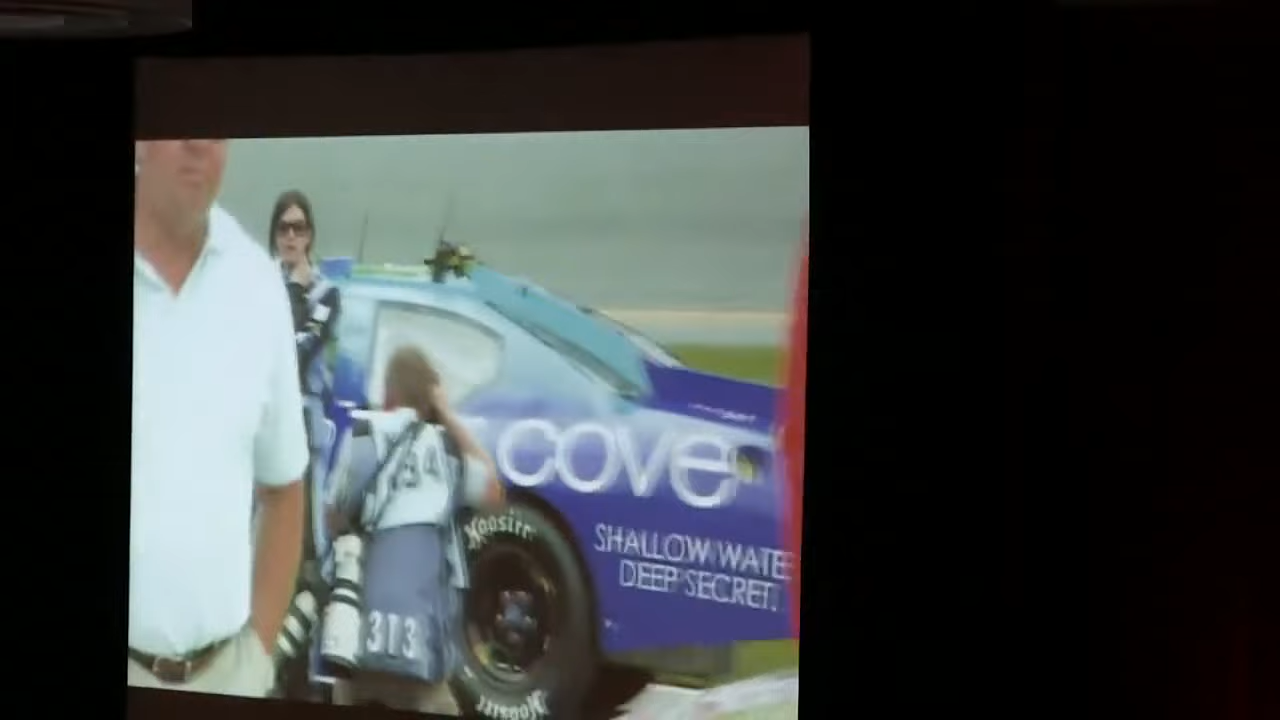 cove
SHALLOW WATE
DEEP SECRET.
Hoosier
313
Hoosier